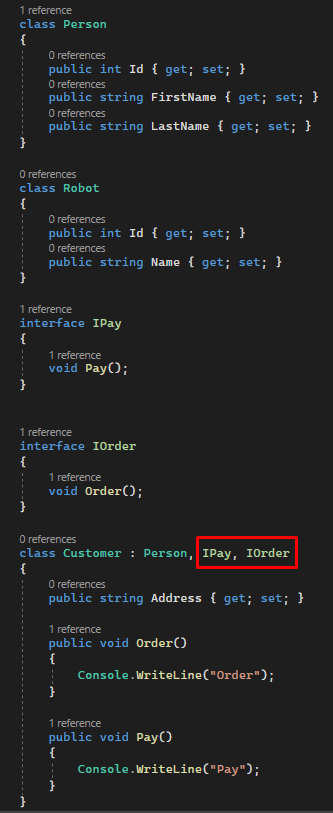 1 reference
class Person
{
0 references
public int Id { get; set; }
0 references
public string FirstName { get; set; }
0 references
public string LastName { get; set; }
}
0 references
class Robot
{
0 references
public int Id { get; set; }
0 references
public string Name { get; set; }
}
1 reference
interface IPay
{
1 reference
void Pay();
}
1 reference
interface IOrder
{
1 reference
void Order();
}
0 references
class Customer : Person, IPay, IOrder
{
0 references
public string Address { get; set; }
1 reference
public void Order()
{
Console.WriteLine("Order");
}
1 reference
public void Pay()
{
Console.WriteLine("Pay");
}
}